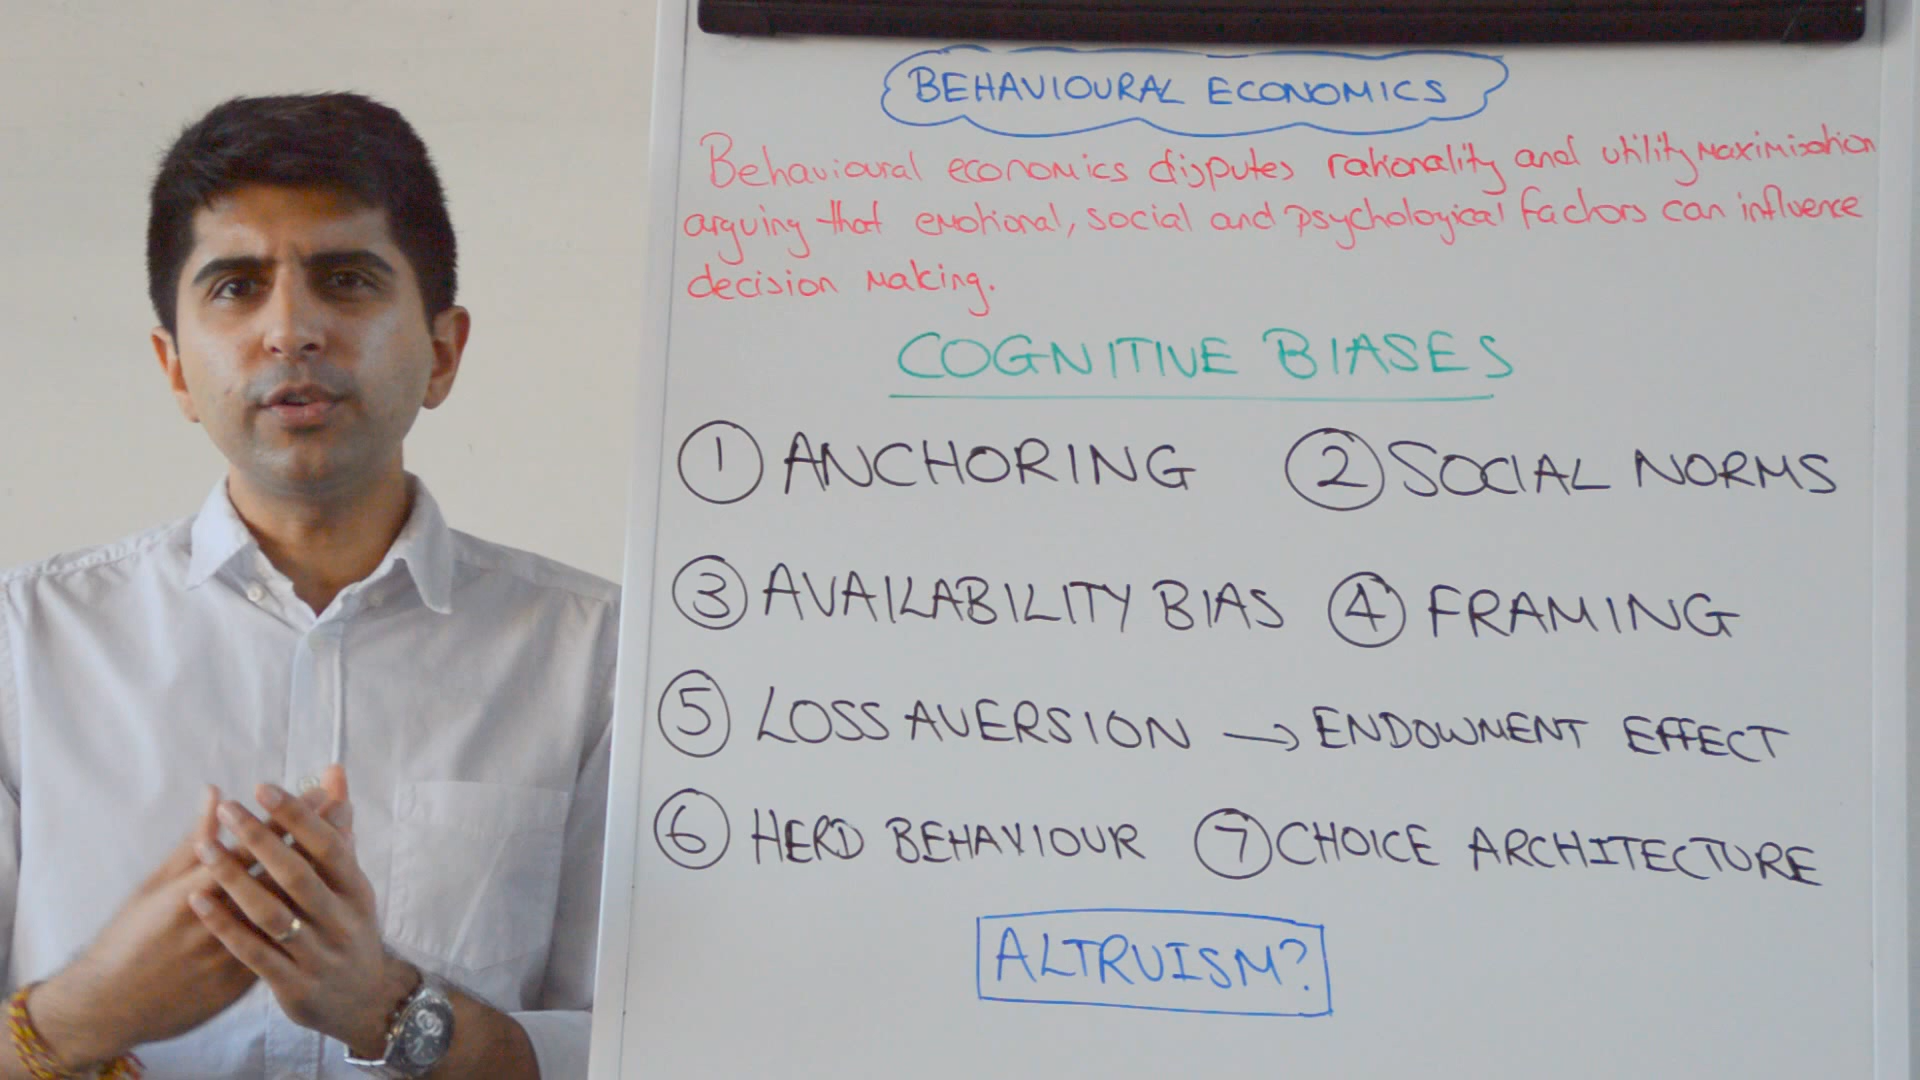 BEHAVIOURAL ECONOMICS
Behavioural economics disputes rationality and utility maximisation
arguing that emotional, social and psychological factors can influence
decision making.
COGNITIVE BIASES
1 ANCHORING 2 SOCIAL NORMS
3 AVAILABILITY BIAS 4 FRAMING
5 LOSS AVERSION → ENDOWMENT EFFECT
6 HERD BEHAVIOUR 7 CHOICE ARCHITECTURE
ALTRUISM?